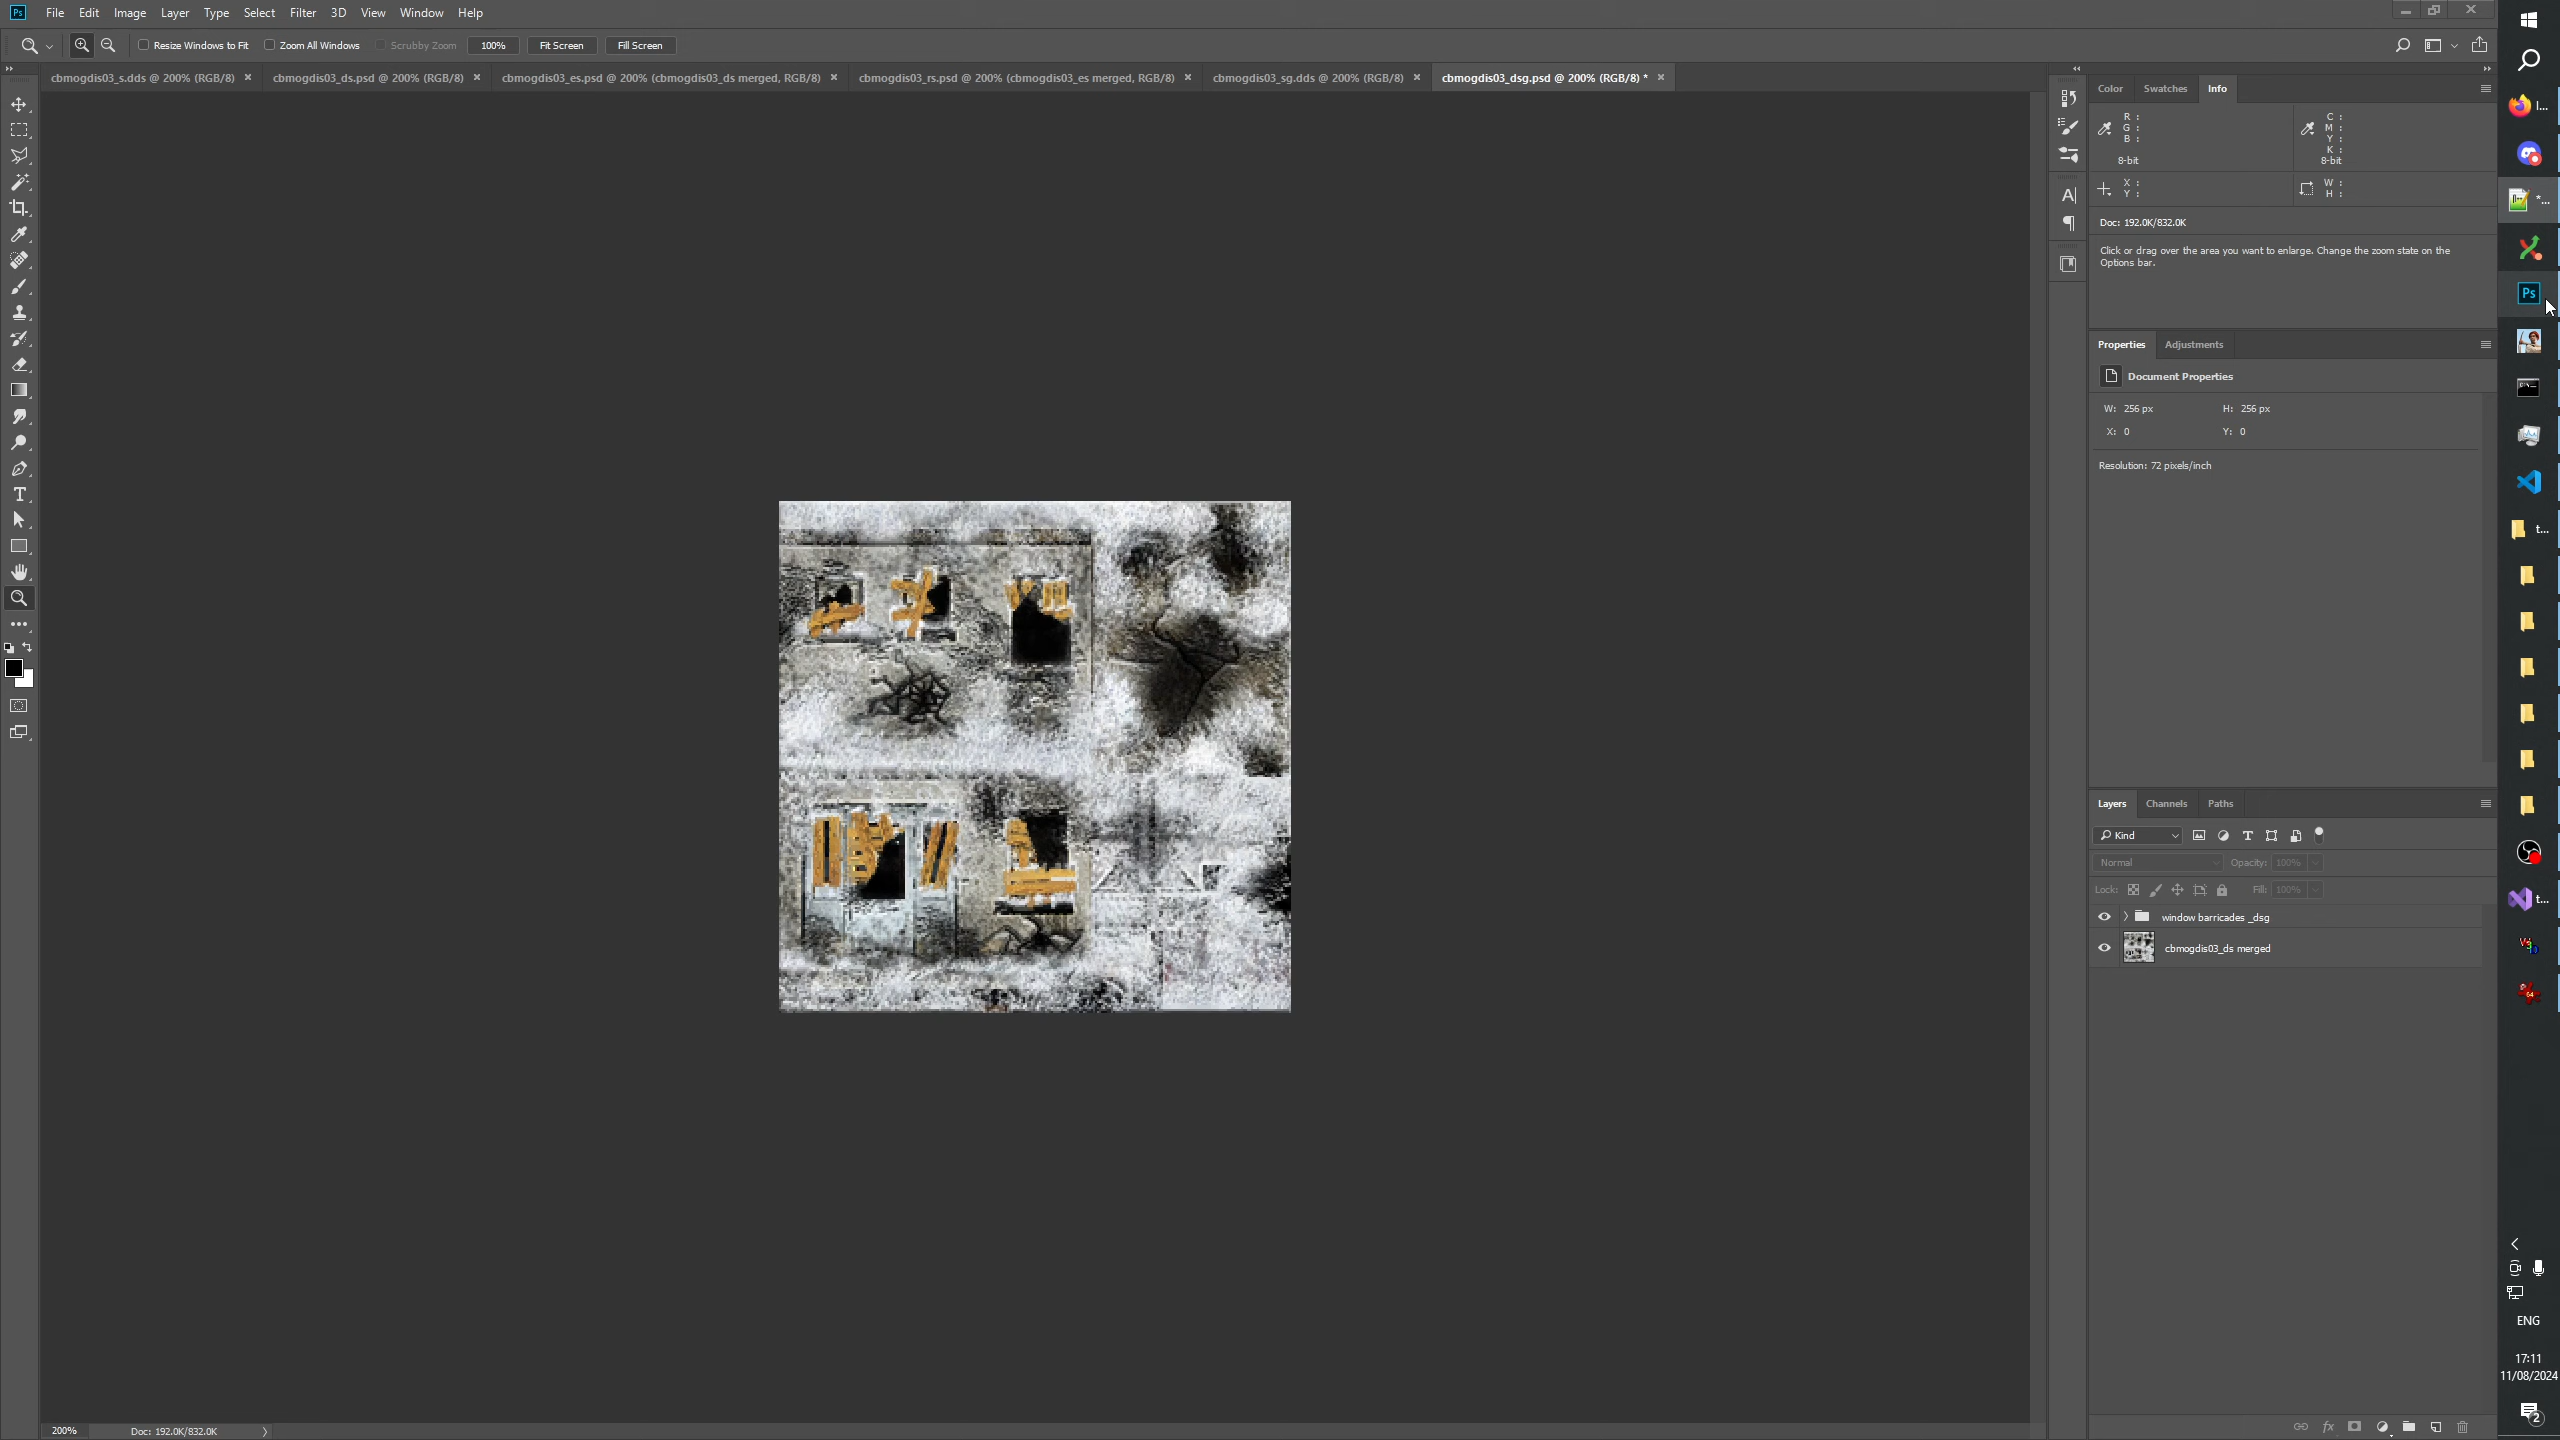 Ps File Edit Image Layer Type Select Filter 3D View Window Help
Resize Windows to Fit Zoom All Windows Scrubby Zoom 100% Fit Screen Fill Screen
cbmogdis03_s.dds @ 200% (RGB/8) × cbmogdis03_ds.psd @ 200% (RGB/8) × cbmogdis03_es.psd @ 200% (cbmogdis03_ds merged, RGB/8) × cbmogdis03_rs.psd @ 200% (cbmogdis03_es merged, RGB/8) × cbmogdis03_sg.dds @ 200% (RGB/8) × cbmogdis03_dsg.psd @ 200% (RGB/8) * ×
Color Swatches Info
R : C :
G : M :
B : Y :
K :
8-bit 8-bit
X : W :
Y : H :
Doc: 192.0K/832.0K
Click or drag over the area you want to enlarge. Change the zoom state on the
Options bar.
Properties Adjustments
Document Properties
W: 256 px H: 256 px
X: 0 Y: 0
Resolution: 72 pixels/inch
Layers Channels Paths
Kind
Normal Opacity: 100%
Lock: Fill: 100%
window barricades _dsg
cbmogdis03_ds merged
200% Doc: 192.0K/832.0K
I...
*...
Ps
t...
t...
64
ENG
17:11
11/08/2024
2